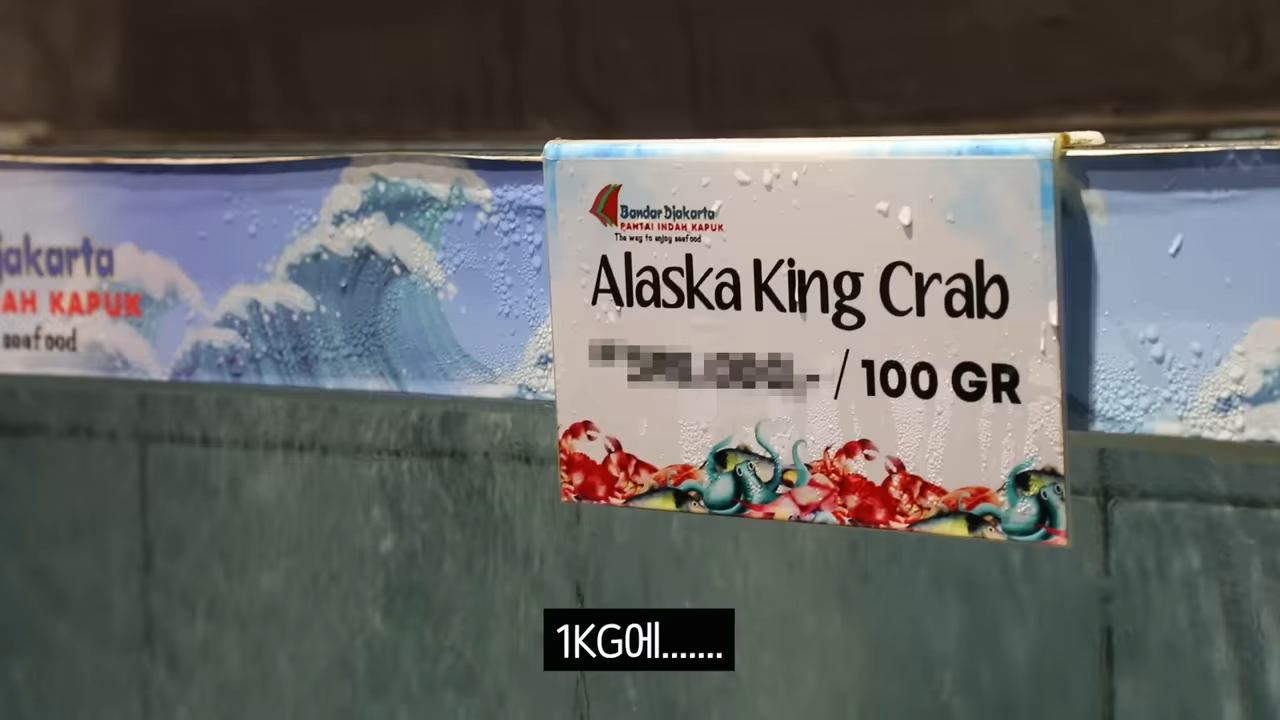 jakarta
AH KAPUK
seafood
Bandar Djakarta
PANTAI INDAH KAPUK
The way to enjoy seafood
Alaska King Crab
/ 100 GR
1KG에.......